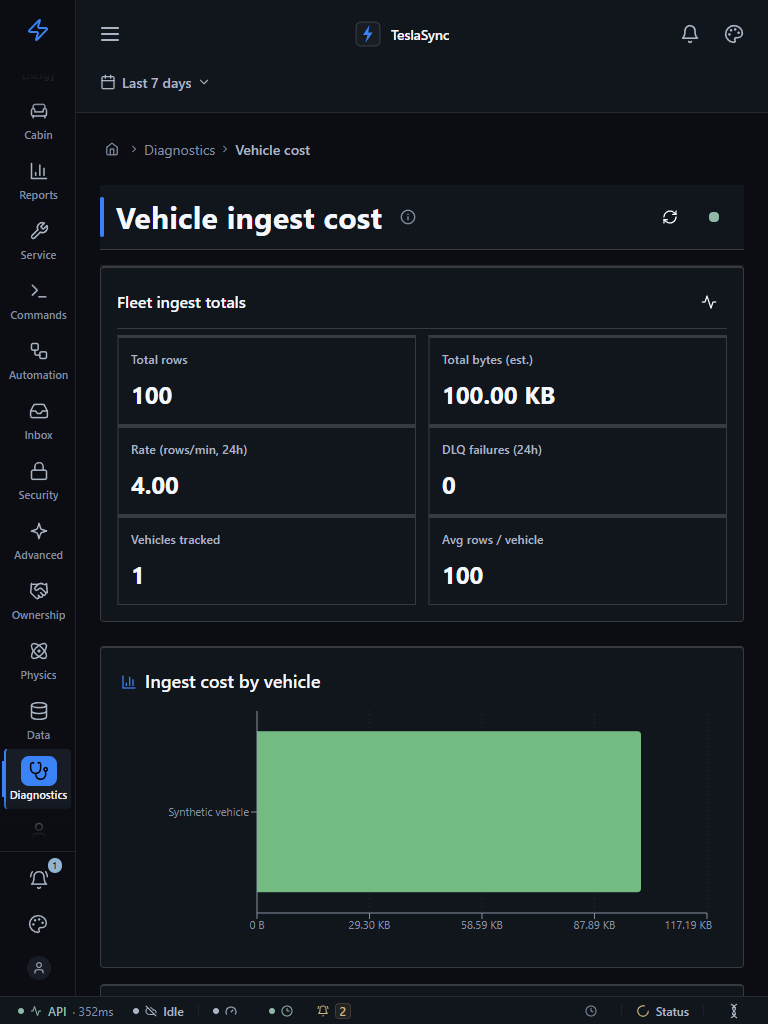 TeslaSync
Last 7 days
Diagnostics
Vehicle cost
Vehicle ingest cost
Fleet ingest totals
Total rows
100
Total bytes (est.)
100.00 KB
Rate (rows/min, 24h)
4.00
DLQ failures (24h)
0
Vehicles tracked
1
Avg rows / vehicle
100
Ingest cost by vehicle
Synthetic vehicle
0 B
29.30 KB
58.59 KB
87.89 KB
117.19 KB
Cabin
Reports
Service
Commands
Automation
Inbox
Security
Advanced
Ownership
Physics
Data
Diagnostics
1
API · 352ms
Idle
2
Status